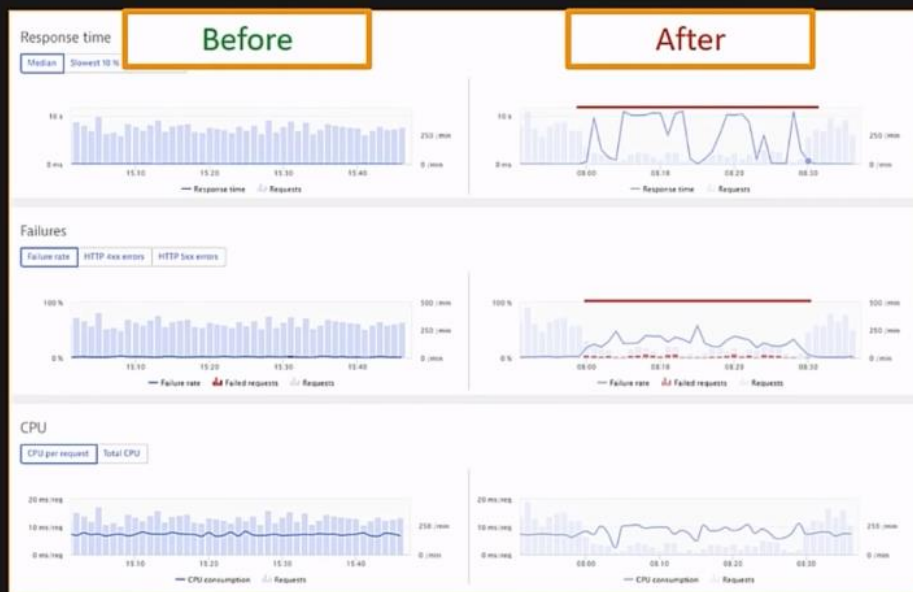 Response time
Before
After
Median Slowest 10 %
10 s
0 ms
250 /min
0 /min
15:10 15:20 15:30 15:40
Response time Requests
10 s
0 ms
250 /min
0 /min
08:00 08:10 08:20 08:30
Response time Requests
Failures
Failure rate HTTP 4xx errors HTTP 5xx errors
100 %
0 %
500 /min
250 /min
0 /min
15:10 15:20 15:30 15:40
Failure rate Failed requests Requests
100 %
0 %
500 /min
250 /min
0 /min
08:00 08:10 08:20 08:30
Failure rate Failed requests Requests
CPU
CPU per request Total CPU
20 ms/req
10 ms/req
0 ms/req
250 /min
0 /min
15:10 15:20 15:30 15:40
CPU consumption Requests
20 ms/req
10 ms/req
0 ms/req
250 /min
0 /min
08:00 08:10 08:20 08:30
CPU consumption Requests